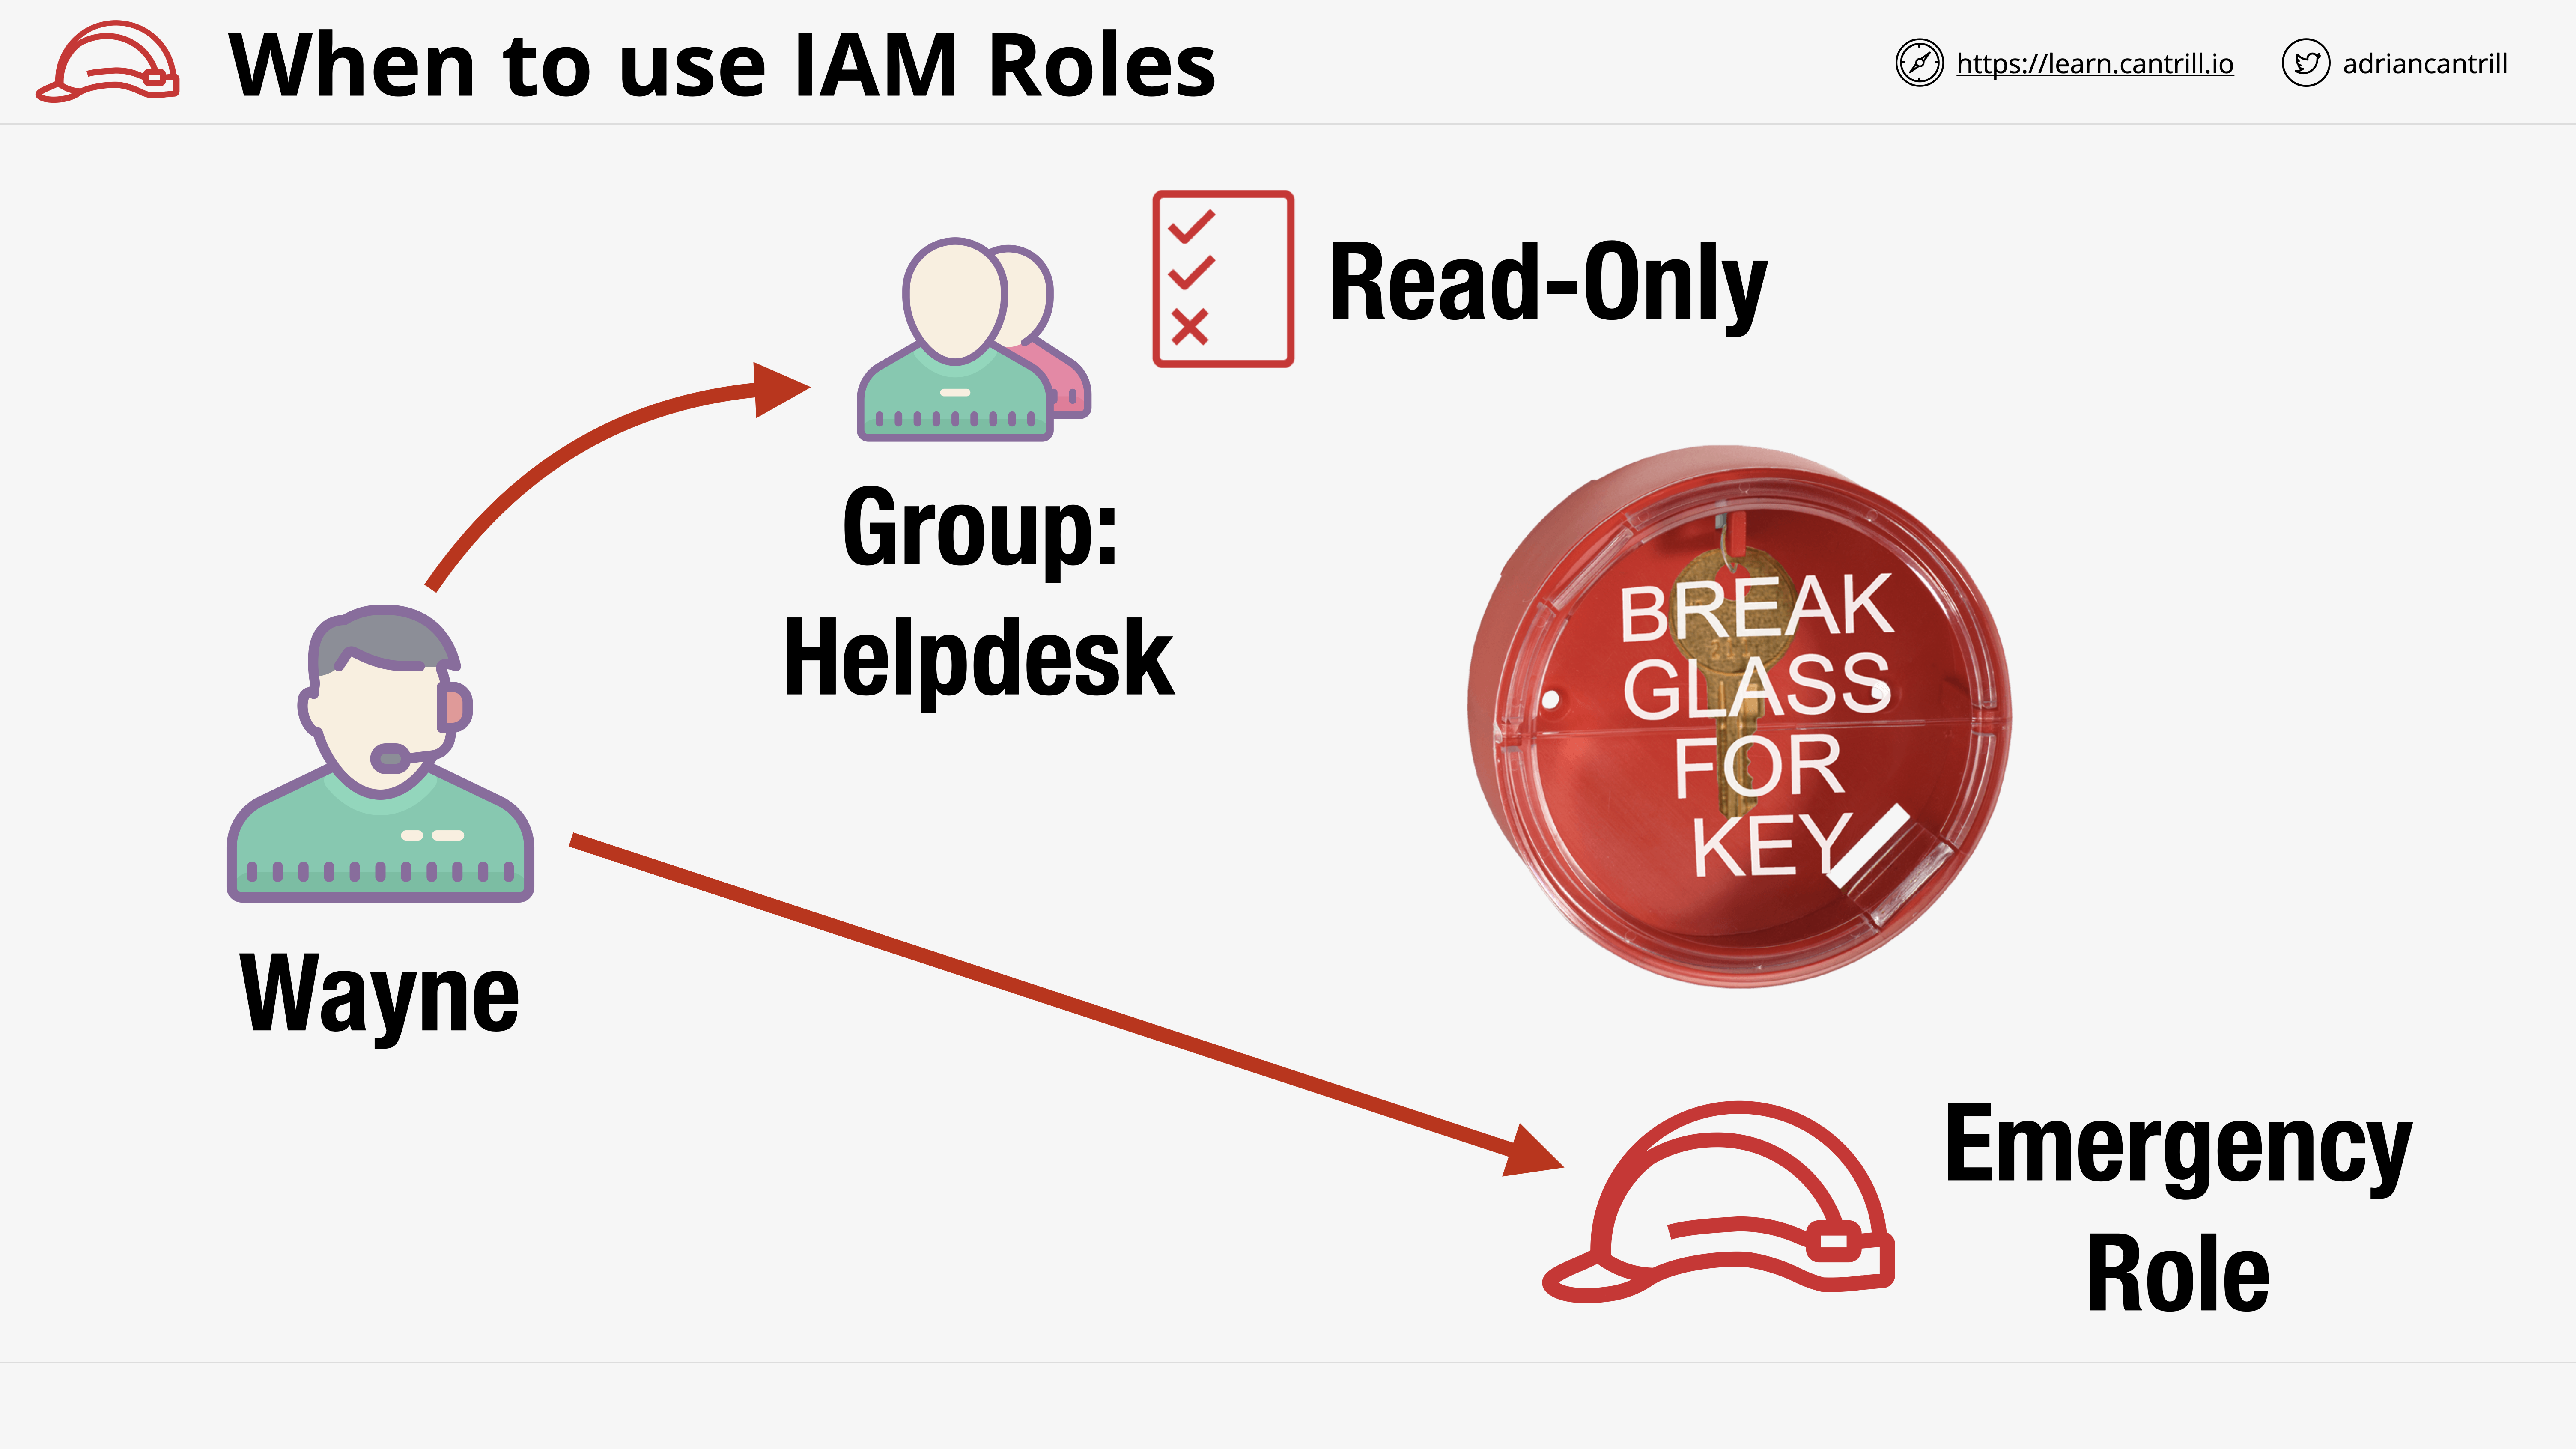 When to use IAM Roles
https://learn.cantrill.io
adriancantrill
Read-Only
Group:
Helpdesk
BREAK
GLASS
FOR
KEY
Wayne
Emergency
Role